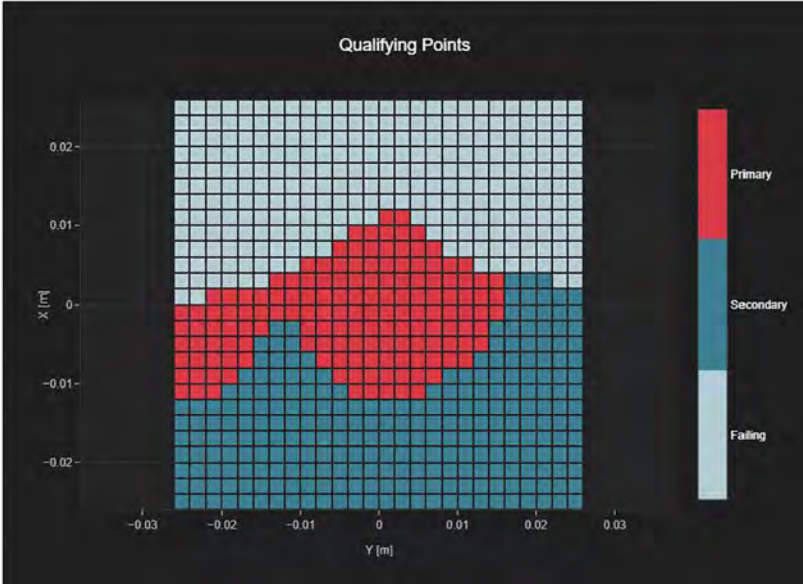 Qualifying Points
0.02
0.01
0
−0.01
−0.02
X [m]
−0.03
−0.02
−0.01
0
0.01
0.02
0.03
Y [m]
Primary
Secondary
Failing